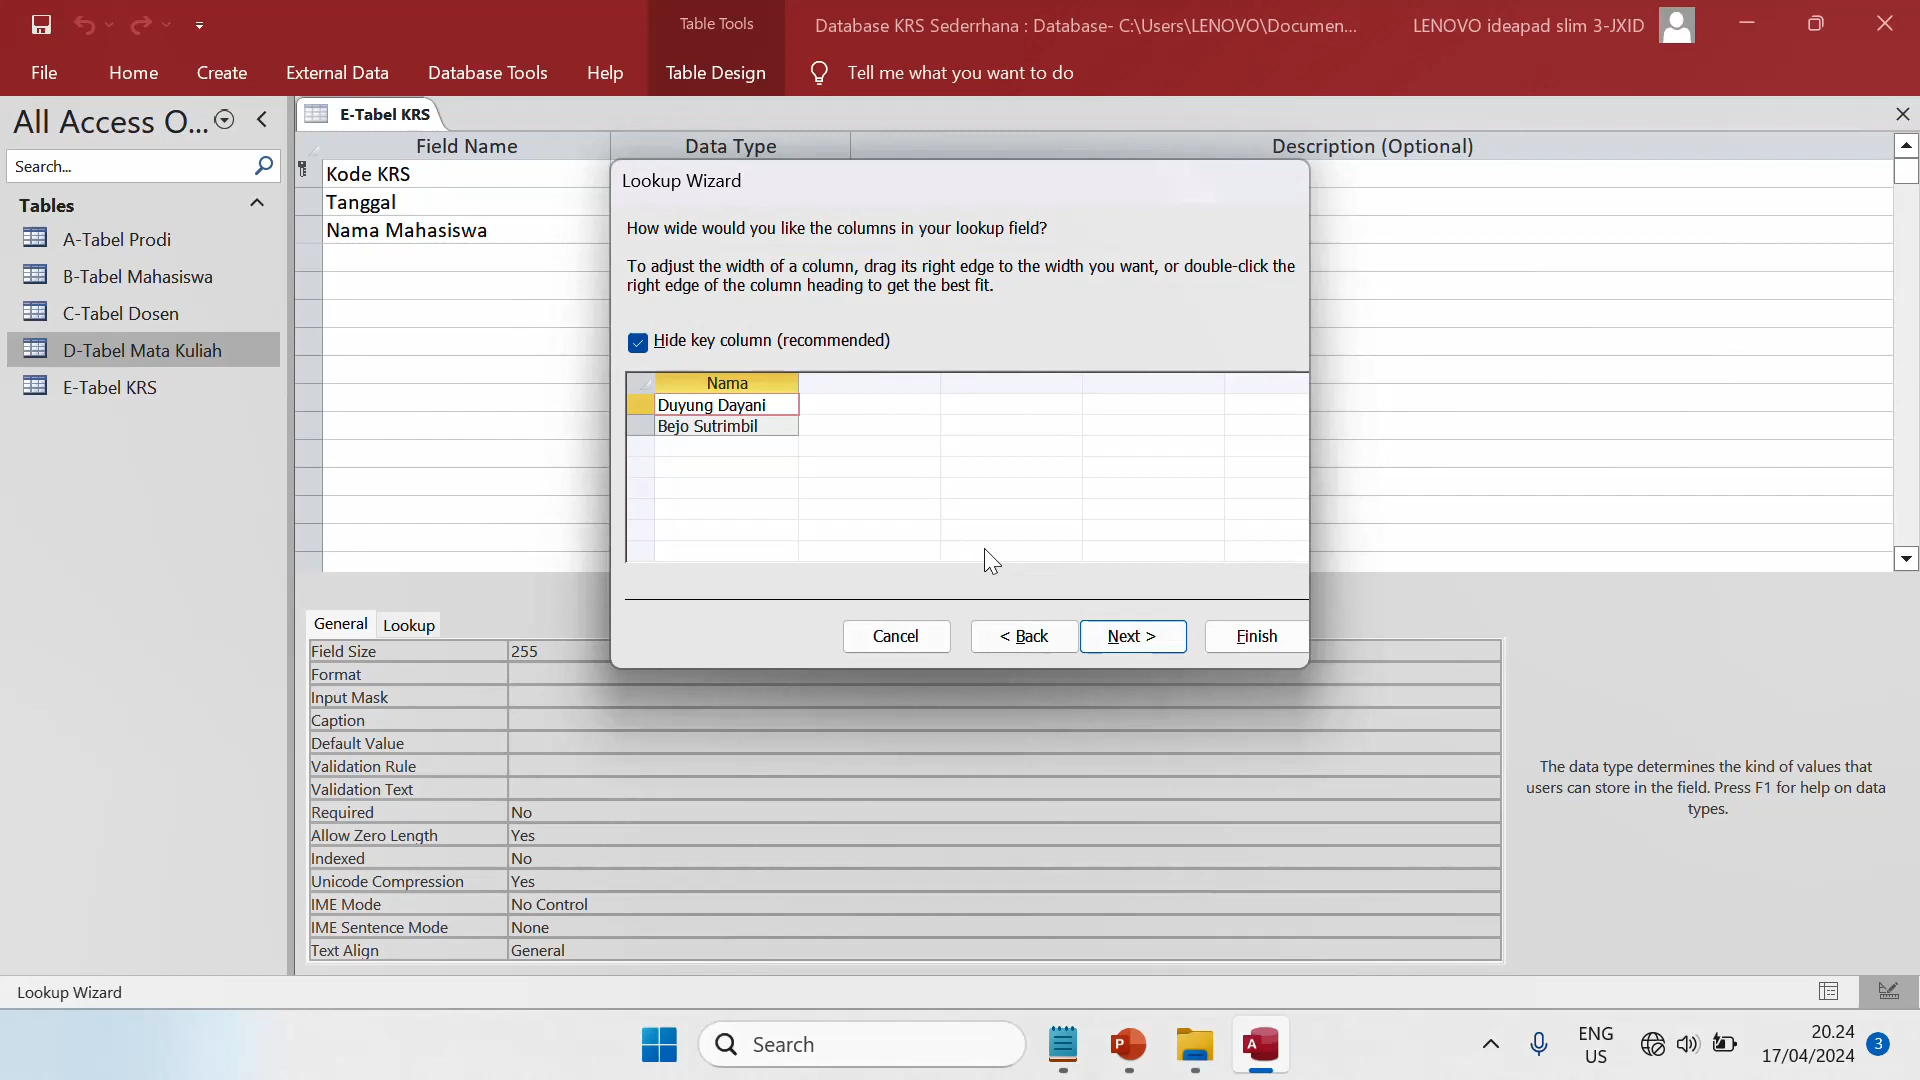 Table Tools
Database KRS Sederrhana : Database- C:\Users\LENOVO\Documen...
LENOVO ideapad slim 3-JXID
File
Home
Create
External Data
Database Tools
Help
Table Design
Tell me what you want to do
All Access O...
E-Tabel KRS
Search...
Field Name
Data Type
Description (Optional)
Kode KRS
Tanggal
Nama Mahasiswa
Tables
A-Tabel Prodi
B-Tabel Mahasiswa
C-Tabel Dosen
D-Tabel Mata Kuliah
E-Tabel KRS
Lookup Wizard
How wide would you like the columns in your lookup field?
To adjust the width of a column, drag its right edge to the width you want, or double-click the
right edge of the column heading to get the best fit.
Hide key column (recommended)
Nama
Duyung Dayani
Bejo Sutrimbil
Cancel
< Back
Next >
Finish
General
Lookup
Field Size 255
Format
Input Mask
Caption
Default Value
Validation Rule
Validation Text
Required No
Allow Zero Length Yes
Indexed No
Unicode Compression Yes
IME Mode No Control
IME Sentence Mode None
Text Align General
The data type determines the kind of values that
users can store in the field. Press F1 for help on data
types.
Lookup Wizard
Search
A
ENG
US
20.24
17/04/2024
3